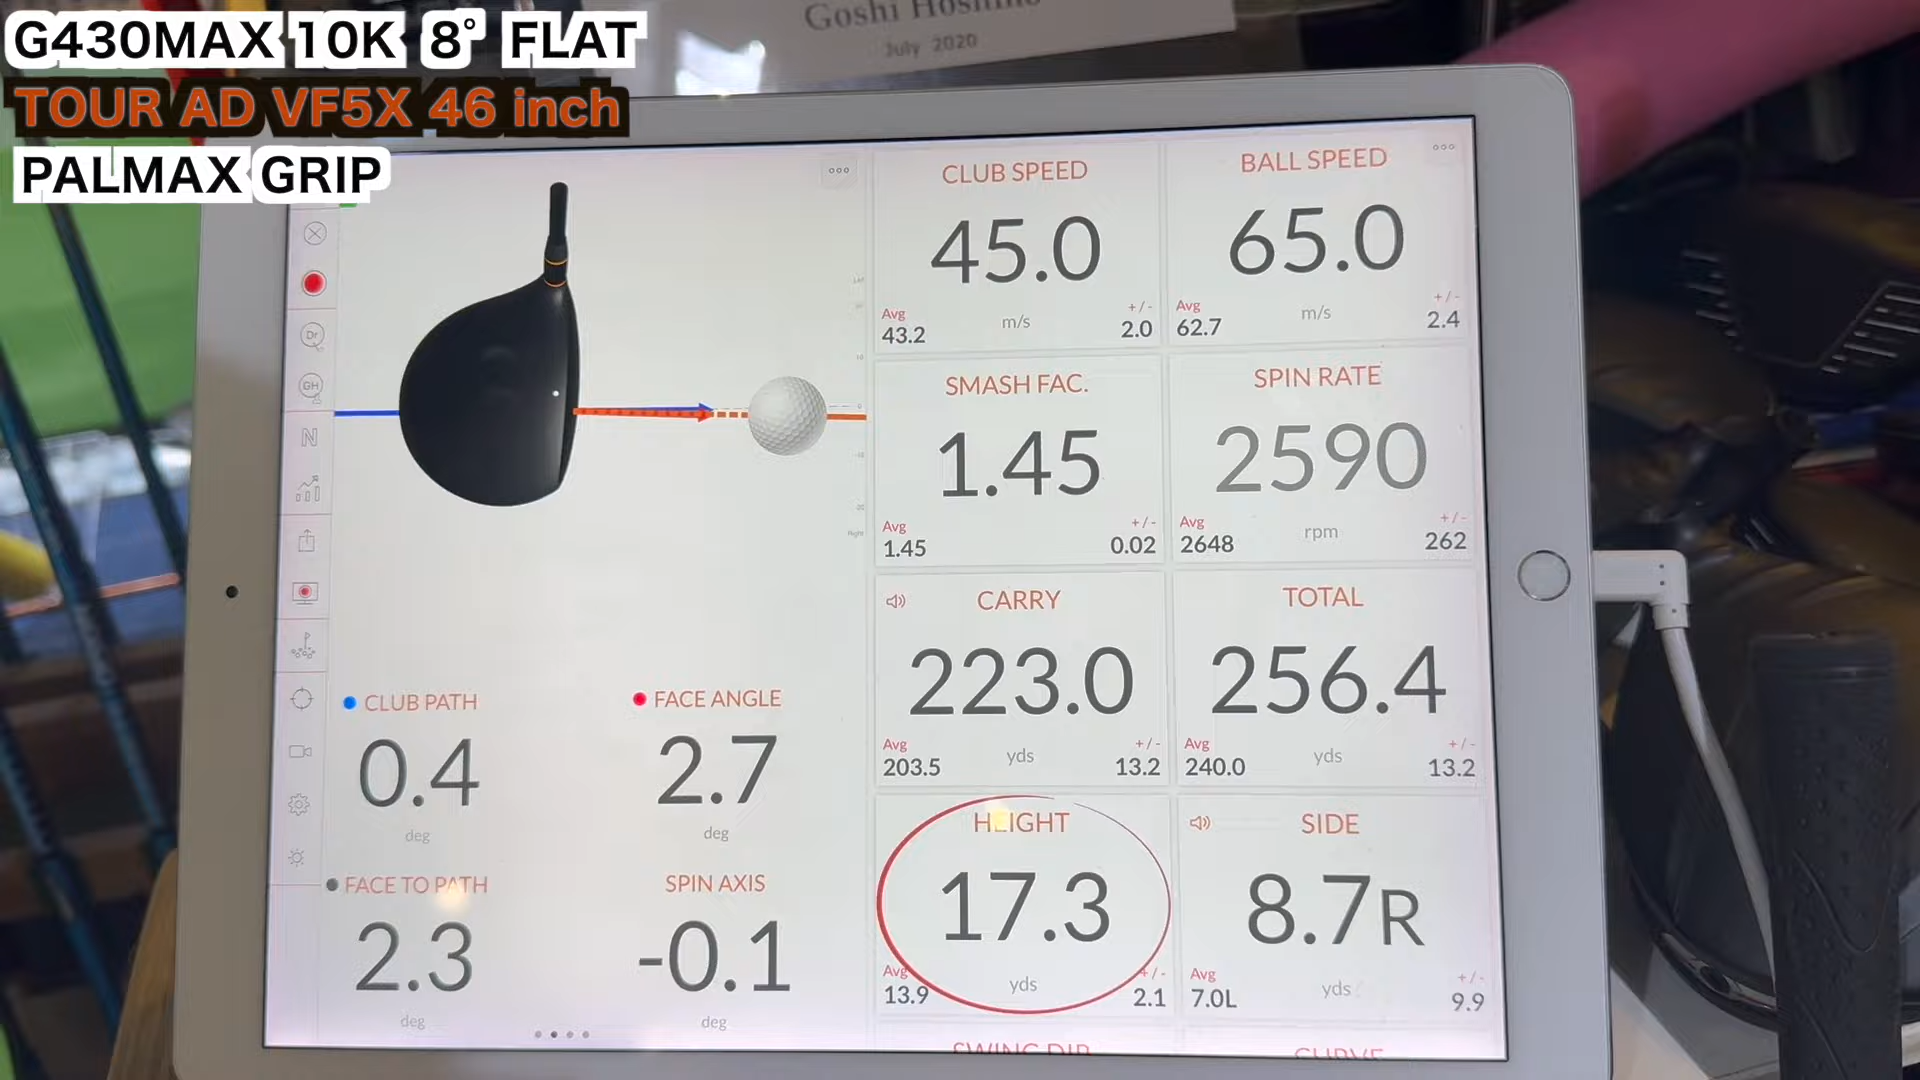 G430MAX 10K 8° FLAT
TOUR AD VF5X 46 inch
PALMAX GRIP
July 2020
CLUB SPEED
45.0
m/s
Avg
43.2
+/-
2.0
BALL SPEED
65.0
m/s
Avg
62.7
+/-
2.4
SMASH FAC.
1.45
Avg
1.45
+/-
0.02
SPIN RATE
2590
rpm
Avg
2648
+/-
262
CARRY
223.0
yds
Avg
203.5
+/-
13.2
TOTAL
256.4
yds
Avg
240.0
+/-
13.2
HEIGHT
17.3
yds
Avg
13.9
+/-
2.1
SIDE
8.7R
yds
Avg
7.0L
+/-
9.9
CLUB PATH
0.4
deg
FACE ANGLE
2.7
deg
FACE TO PATH
2.3
deg
SPIN AXIS
-0.1
deg
Dr
GH
N
SWING DIR
CURVE